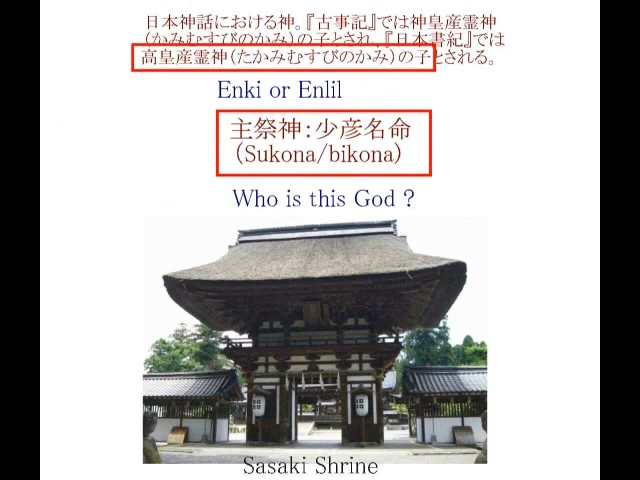 日本神話における神。『古事記』では神皇産霊神
(かみむすびのかみ)の子とされ、『日本書紀』では
高皇産霊神(たかみむすびのかみ)の子とされる。
Enki or Enlil
主祭神:少彦名命
(Sukona/bikona)
Who is this God ?
Sasaki Shrine